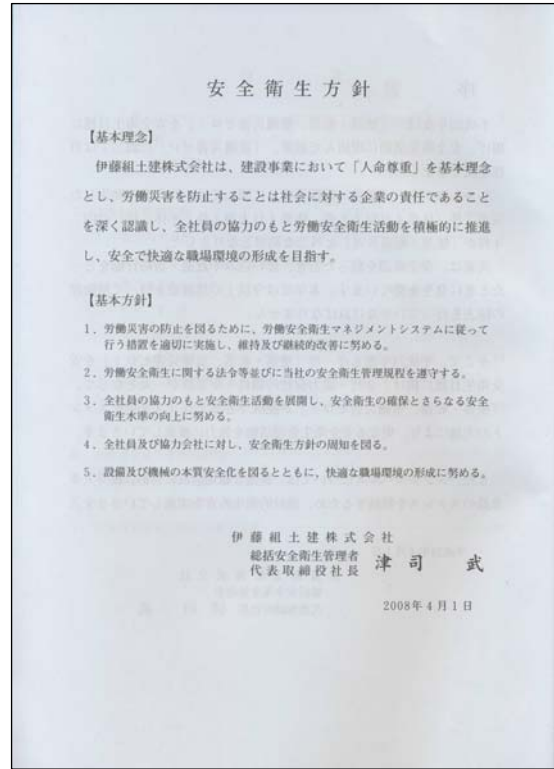 安全衛生方針
【基本理念】
伊藤組土建株式会社は、建設事業において「人命尊重」を基本理念
とし、労働災害を防止することは社会に対する企業の責任であること
を深く認識し、全社員の協力のもと労働安全衛生活動を積極的に推進
し、安全で快適な職場環境の形成を目指す。
【基本方針】
1．労働災害の防止を図るために、労働安全衛生マネジメントシステムに従って
行う措置を適切に実施し、維持及び継続的改善に努める。
2．労働安全衛生に関する法令等並びに当社の安全衛生管理規程を遵守する。
3．全社員の協力のもと安全衛生活動を展開し、安全衛生の確保とさらなる安全
衛生水準の向上に努める。
4．全社員及び協力会社に対し、安全衛生方針の周知を図る。
5．設備及び機械の本質安全化を図るとともに、快適な職場環境の形成に努める。
伊藤組土建株式会社
総括安全衛生管理者
代表取締役社長 津司 武
2008年4月1日